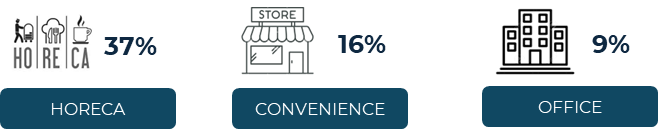 HO|RE|CA
37%
HORECA
STORE
16%
CONVENIENCE
9%
OFFICE